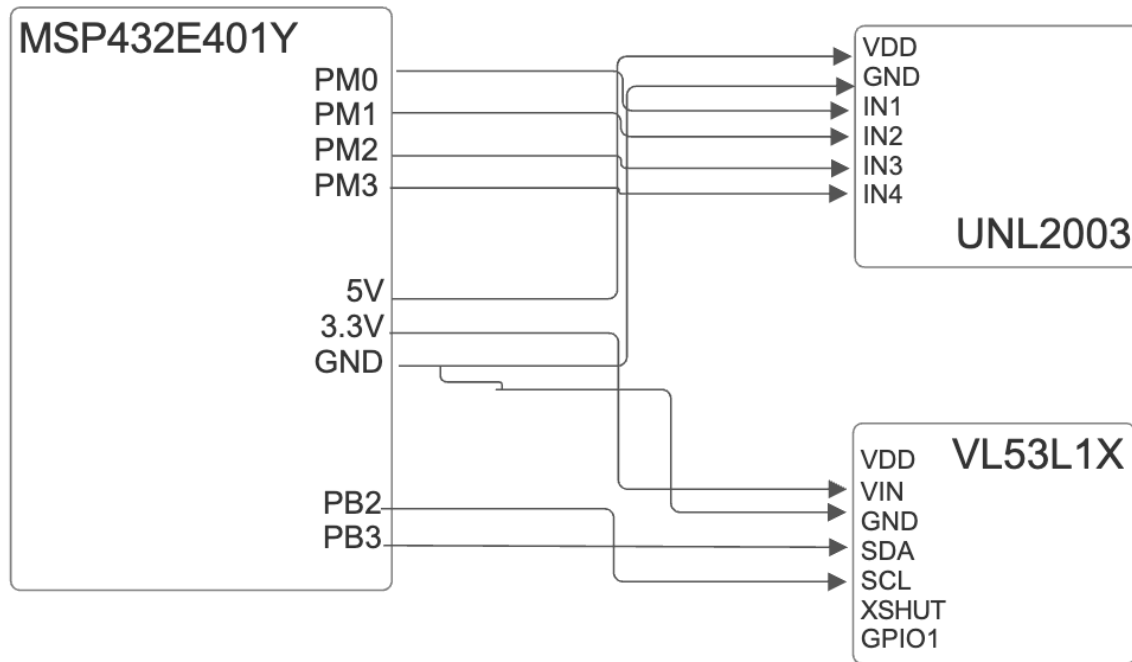 MSP432E401Y
PM0
PM1
PM2
PM3
5V
3.3V
GND
PB2
PB3
VDD
GND
IN1
IN2
IN3
IN4
UNL2003
VL53L1X
VDD
VIN
GND
SDA
SCL
XSHUT
GPIO1